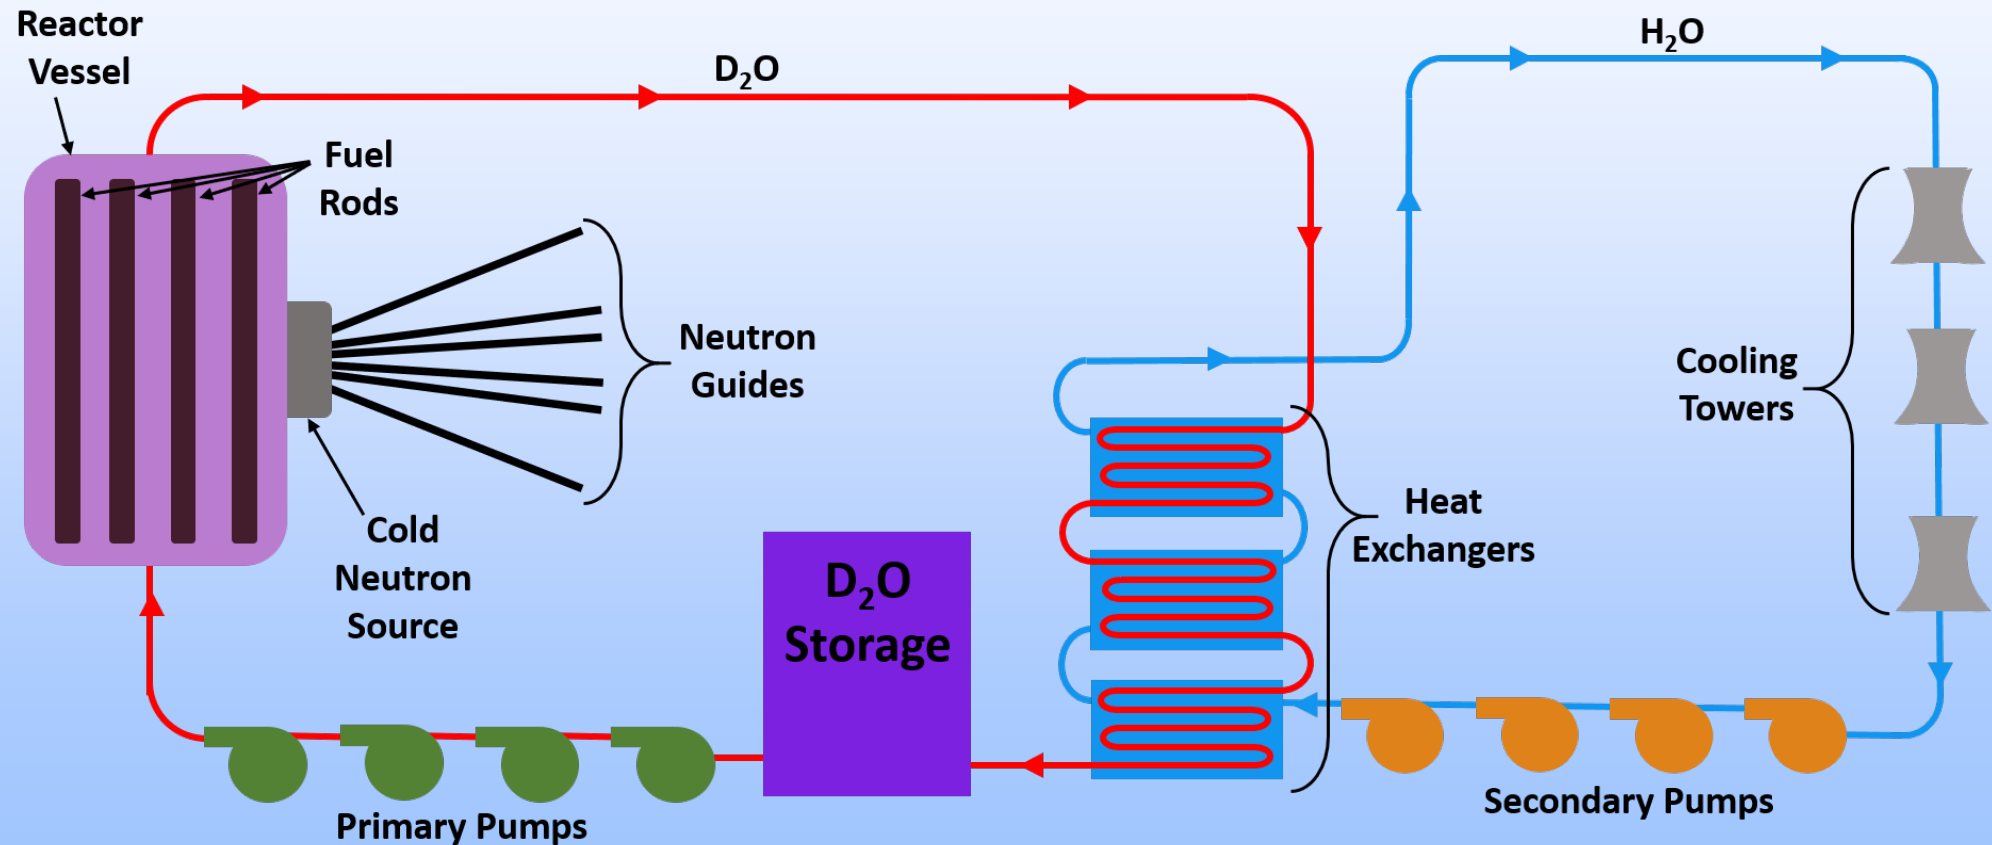 Reactor
Vessel
D₂O
H₂O
Fuel
Rods
Neutron
Guides
Cooling
Towers
Cold
Neutron
Source
Heat
Exchangers
D₂O
Storage
Primary Pumps
Secondary Pumps